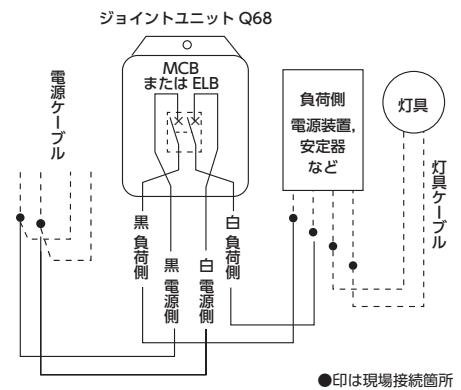 ジョイントユニット Q68
MCB
または ELB
電源ケーブル
負荷側
電源装置,
安定器
など
灯具
灯具ケーブル
黒 負荷側
黒 電源側
白 電源側
白 負荷側
●印は現場接続箇所